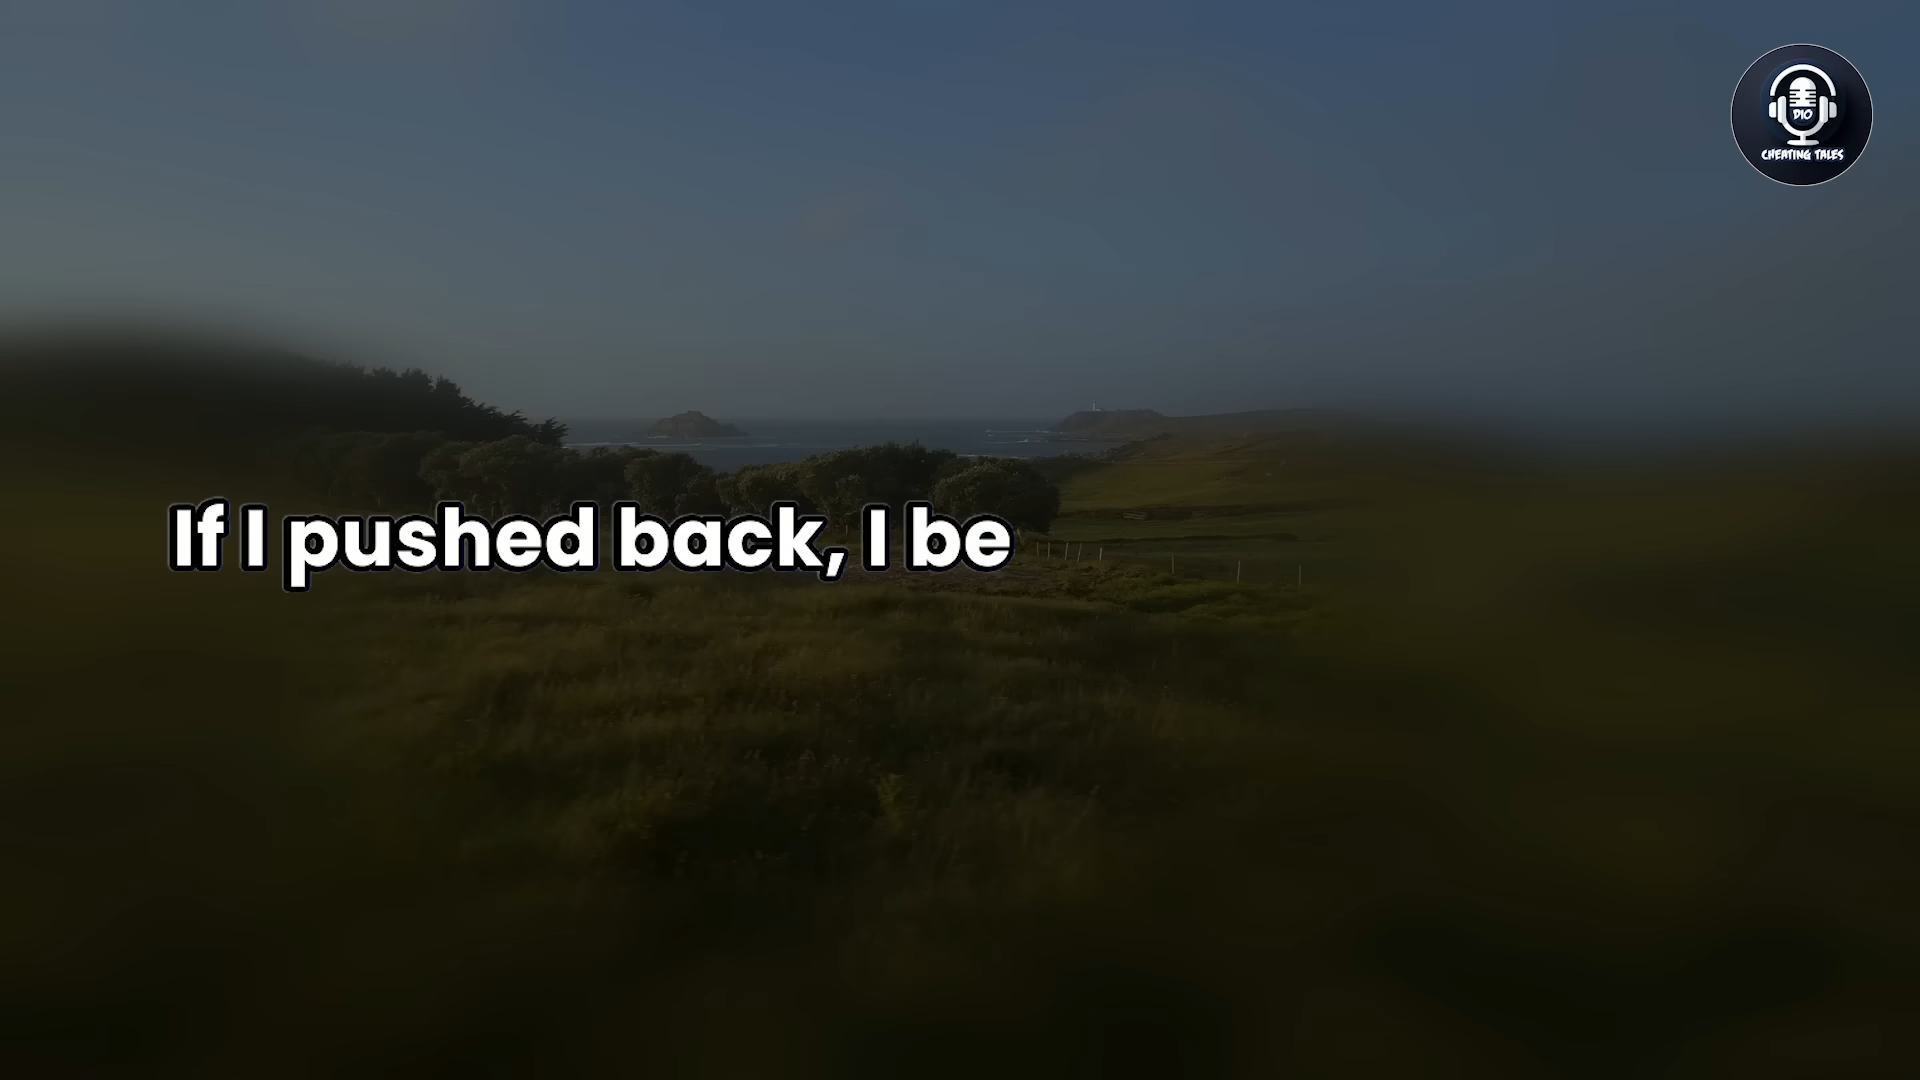 DIO
CHEATING TALES
If I pushed back, I be